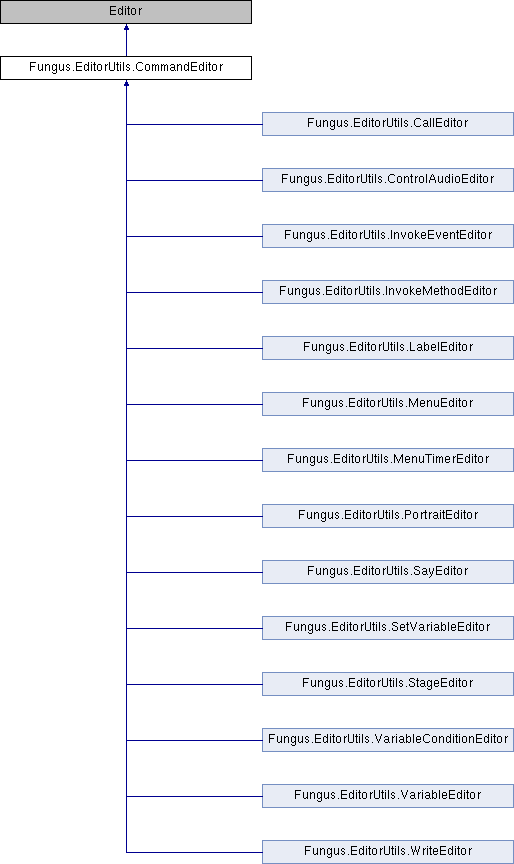 Editor
Fungus.EditorUtils.CommandEditor
Fungus.EditorUtils.CallEditor
Fungus.EditorUtils.ControlAudioEditor
Fungus.EditorUtils.InvokeEventEditor
Fungus.EditorUtils.InvokeMethodEditor
Fungus.EditorUtils.LabelEditor
Fungus.EditorUtils.MenuEditor
Fungus.EditorUtils.MenuTimerEditor
Fungus.EditorUtils.PortraitEditor
Fungus.EditorUtils.SayEditor
Fungus.EditorUtils.SetVariableEditor
Fungus.EditorUtils.StageEditor
Fungus.EditorUtils.VariableConditionEditor
Fungus.EditorUtils.VariableEditor
Fungus.EditorUtils.WriteEditor